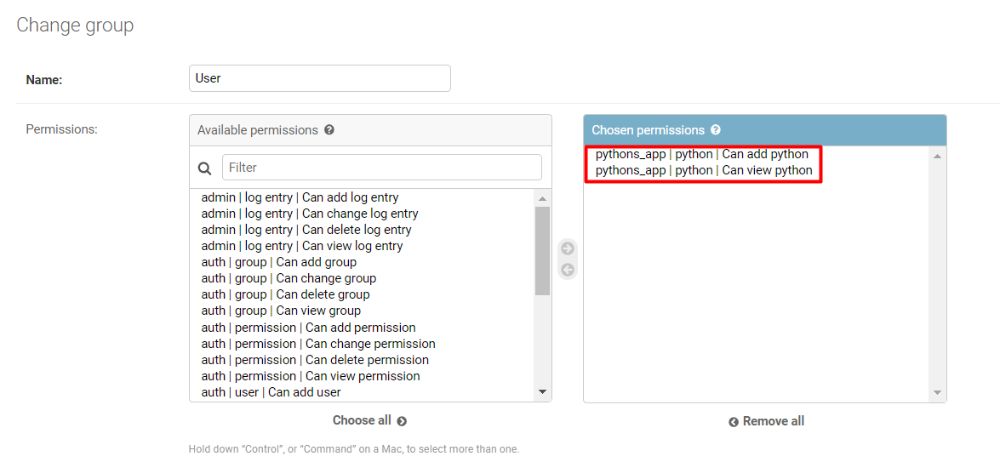 Change group
Name:
User
Permissions:
Available permissions
Filter
admin | log entry | Can add log entry
admin | log entry | Can change log entry
admin | log entry | Can delete log entry
admin | log entry | Can view log entry
auth | group | Can add group
auth | group | Can change group
auth | group | Can delete group
auth | group | Can view group
auth | permission | Can add permission
auth | permission | Can change permission
auth | permission | Can delete permission
auth | permission | Can view permission
auth | user | Can add user
Choose all
Chosen permissions
pythons_app | python | Can add python
pythons_app | python | Can view python
Remove all
Hold down “Control”, or “Command” on a Mac, to select more than one.